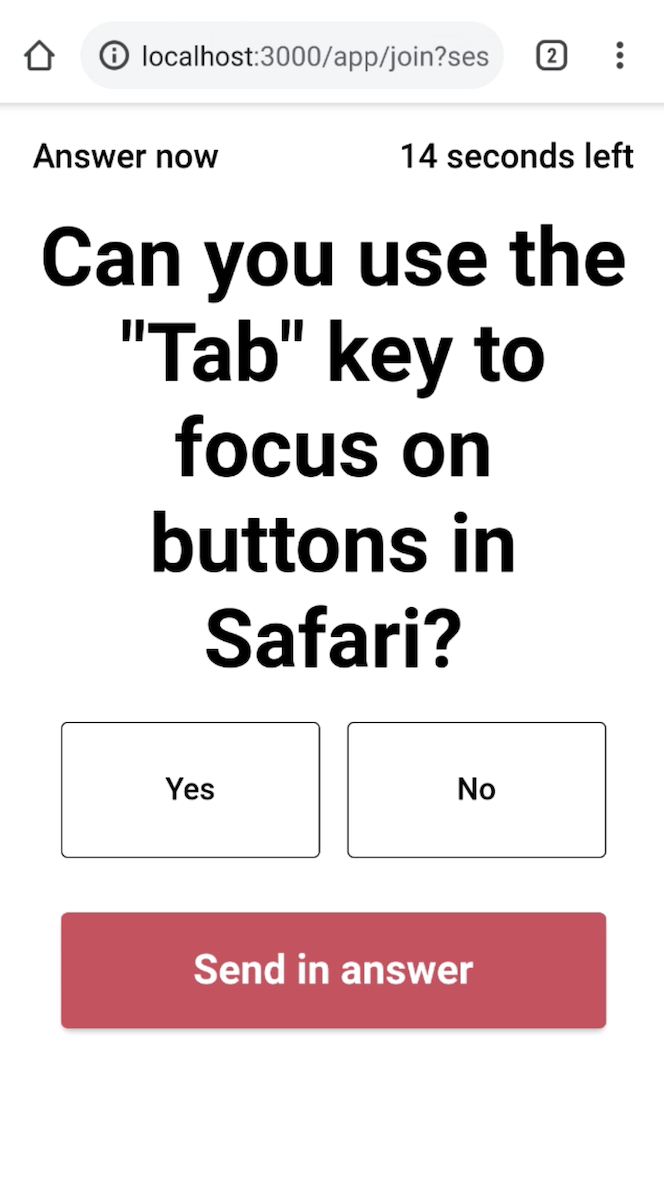 localhost:3000/app/join?ses
2
Answer now
14 seconds left
Can you use the
"Tab" key to
focus on
buttons in
Safari?
Yes
No
Send in answer